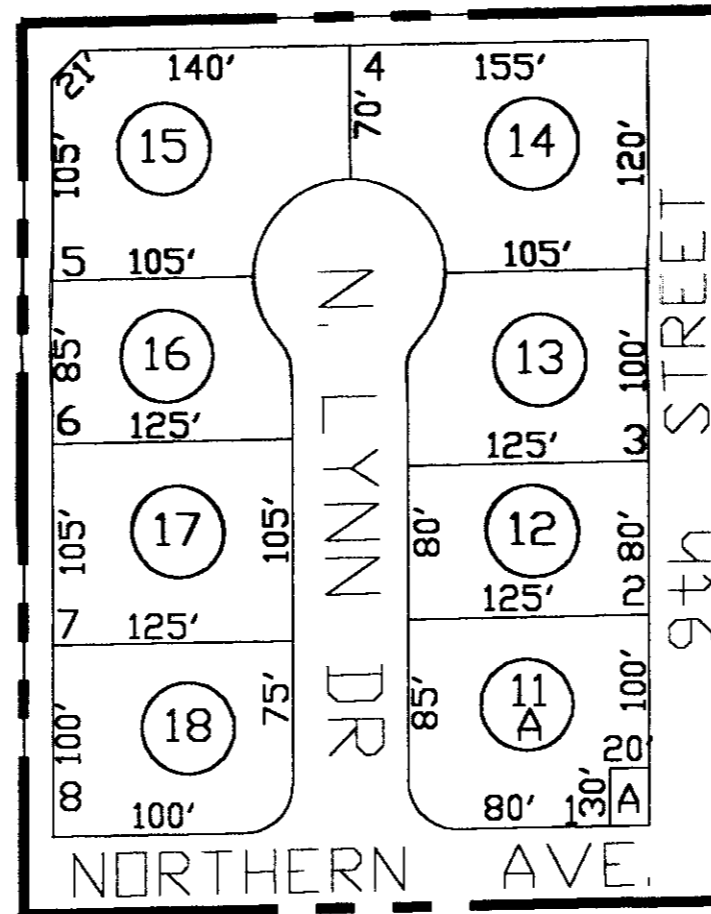 21' 140' 4 155'
70'
15 14
105' 120'
5 105' 105'
N. LYNN DR
9th STREET
16 13
85' 100'
6 125' 125' 3
17 12
105' 105' 80' 80'
7 125' 125' 2
18 11 A
100' 75' 85' 100'
20'
8 100' 80' 1 30' A
NORTHERN AVE.